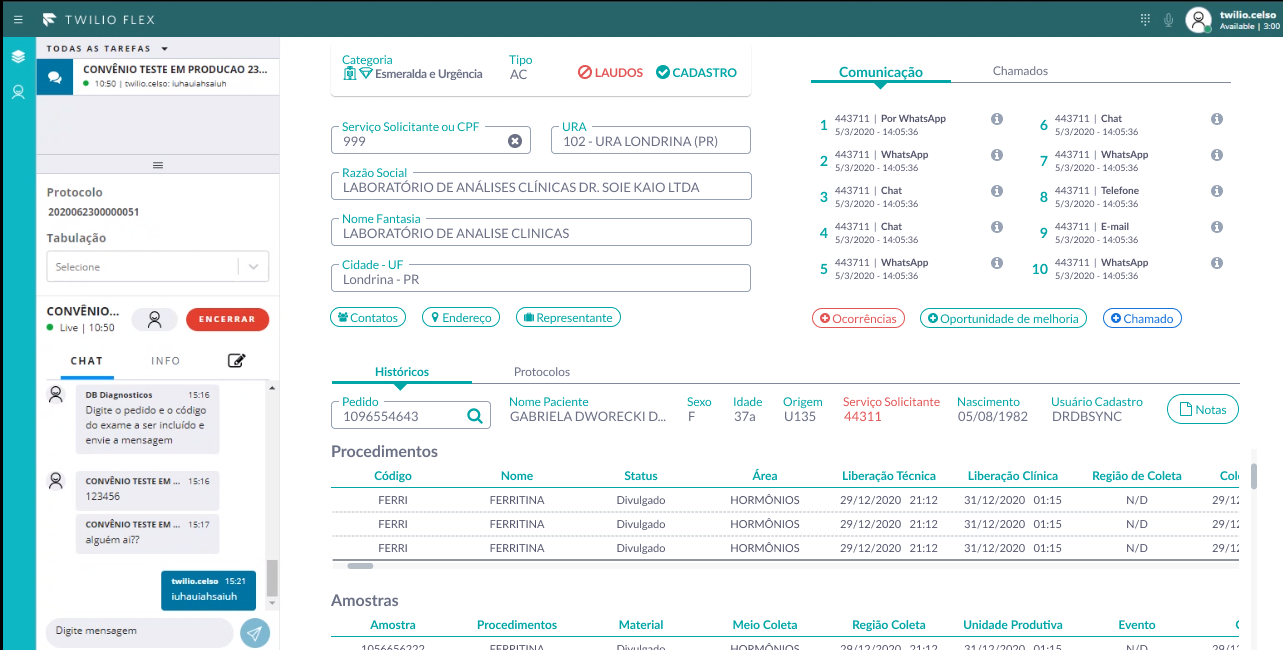 TWILIO FLEX
twilio.celso
Available | 3:00
TODAS AS TAREFAS
CONVÊNIO TESTE EM PRODUCAO 23...
10:50 | twilio.celso: iuhauiahsaiuh
Protocolo
2020062300000051
Tabulação
Selecione
CONVÊNIO...
Live | 10:50
ENCERRAR
CHAT
INFO
DB Diagnosticos 15:16
Digite o pedido e o código
do exame a ser incluído e
envie a mensagem
CONVÊNIO TESTE EM ... 15:16
123456
CONVÊNIO TESTE EM ... 15:17
alguém ai??
twilio.celso 15:21
iuhauiahsaiuh
Digite mensagem
Categoria
Esmeralda e Urgência
Tipo
AC
LAUDOS
CADASTRO
Serviço Solicitante ou CPF
999
URA
102 - URA LONDRINA (PR)
Razão Social
LABORATÓRIO DE ANÁLISES CLÍNICAS DR. SOIE KAIO LTDA
Nome Fantasia
LABORATÓRIO DE ANALISE CLINICAS
Cidade - UF
Londrina - PR
Contatos
Endereço
Representante
Comunicação
Chamados
1 443711 | Por WhatsApp
5/3/2020 - 14:05:36
2 443711 | WhatsApp
5/3/2020 - 14:05:36
3 443711 | Chat
5/3/2020 - 14:05:36
4 443711 | Chat
5/3/2020 - 14:05:36
5 443711 | WhatsApp
5/3/2020 - 14:05:36
6 443711 | Chat
5/3/2020 - 14:05:36
7 443711 | WhatsApp
5/3/2020 - 14:05:36
8 443711 | Telefone
5/3/2020 - 14:05:36
9 443711 | E-mail
5/3/2020 - 14:05:36
10 443711 | WhatsApp
5/3/2020 - 14:05:36
Ocorrências
Oportunidade de melhoria
Chamado
Históricos
Protocolos
Pedido
1096554643
Nome Paciente
GABRIELA DWORECKI D...
Sexo
F
Idade
37a
Origem
U135
Serviço Solicitante
44311
Nascimento
05/08/1982
Usuário Cadastro
DRDBSYNC
Notas
Procedimentos
Código Nome Status Área Liberação Técnica Liberação Clínica Região de Coleta
FERRI FERRITINA Divulgado HORMÔNIOS 29/12/2020 21:12 31/12/2020 01:15 N/D
FERRI FERRITINA Divulgado HORMÔNIOS 29/12/2020 21:12 31/12/2020 01:15 N/D
FERRI FERRITINA Divulgado HORMÔNIOS 29/12/2020 21:12 31/12/2020 01:15 N/D
Amostras
Amostra Procedimentos Material Meio Coleta Região Coleta Unidade Produtiva Evento
1056656222 FERRITINA Divulgado HORMÔNIOS 29/12/2020 21:12 31/12/2020 01:15 N/D